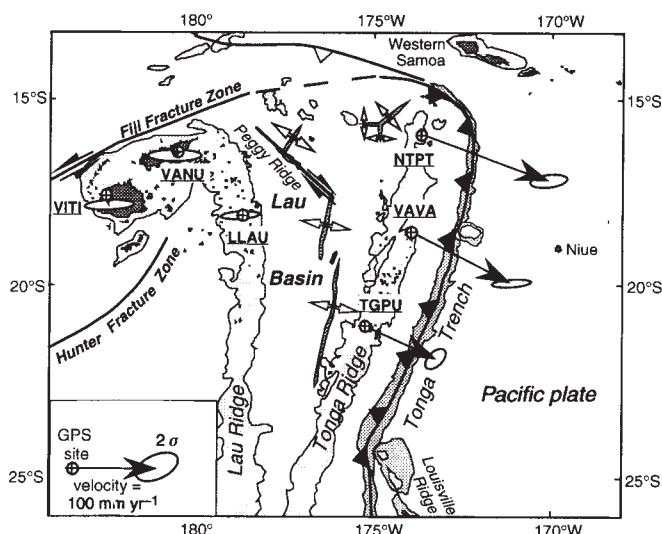 180°
175°W
170°W
Western
Samoa
15°S
15°S
Fiji Fracture Zone
Peggy Ridge
NTPT
VANU
VITI
Lau
VAVA
LLAU
Niue
Basin
20°S
20°S
TGPU
Hunter Fracture Zone
Tonga Trench
Pacific plate
Lau Ridge
Tonga Ridge
GPS
site
2 σ
velocity =
100 mm yr⁻¹
25°S
25°S
Louisville
Ridge
180°
175°W
170°W